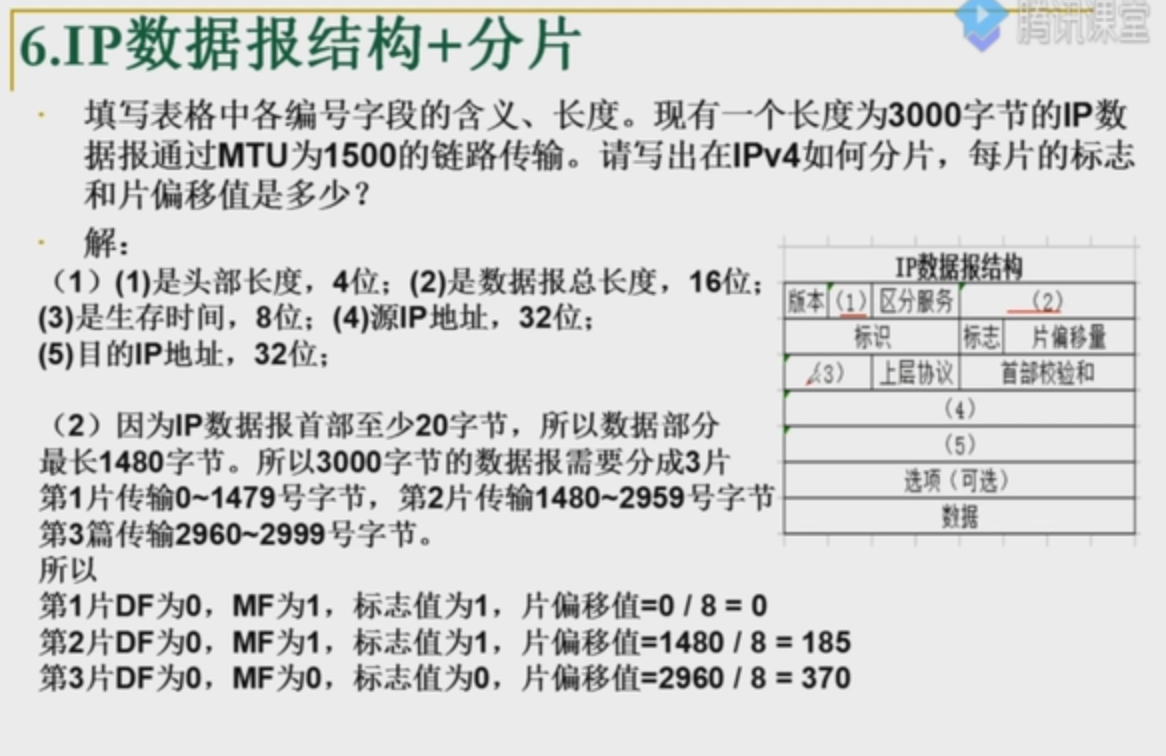 腾讯课堂
6.IP数据报结构+分片
填写表格中各编号字段的含义、长度。现有一个长度为3000字节的IP数
据报通过MTU为1500的链路传输。请写出在IPv4如何分片，每片的标志
和片偏移值是多少？
解：
（1）(1)是头部长度，4位；(2)是数据报总长度，16位；
(3)是生存时间，8位；(4)源IP地址，32位；
(5)目的IP地址，32位；
（2）因为IP数据报首部至少20字节，所以数据部分
最长1480字节。所以3000字节的数据报需要分成3片
第1片传输0~1479号字节，第2片传输1480~2959号字节
第3篇传输2960~2999号字节。
所以
第1片DF为0，MF为1，标志值为1，片偏移值=0 / 8 = 0
第2片DF为0，MF为1，标志值为1，片偏移值=1480 / 8 = 185
第3片DF为0，MF为0，标志值为0，片偏移值=2960 / 8 = 370
IP数据报结构
版本 （1） 区分服务 （2）
标识 标志 片偏移量
（3） 上层协议 首部校验和
（4）
（5）
选项（可选）
数据